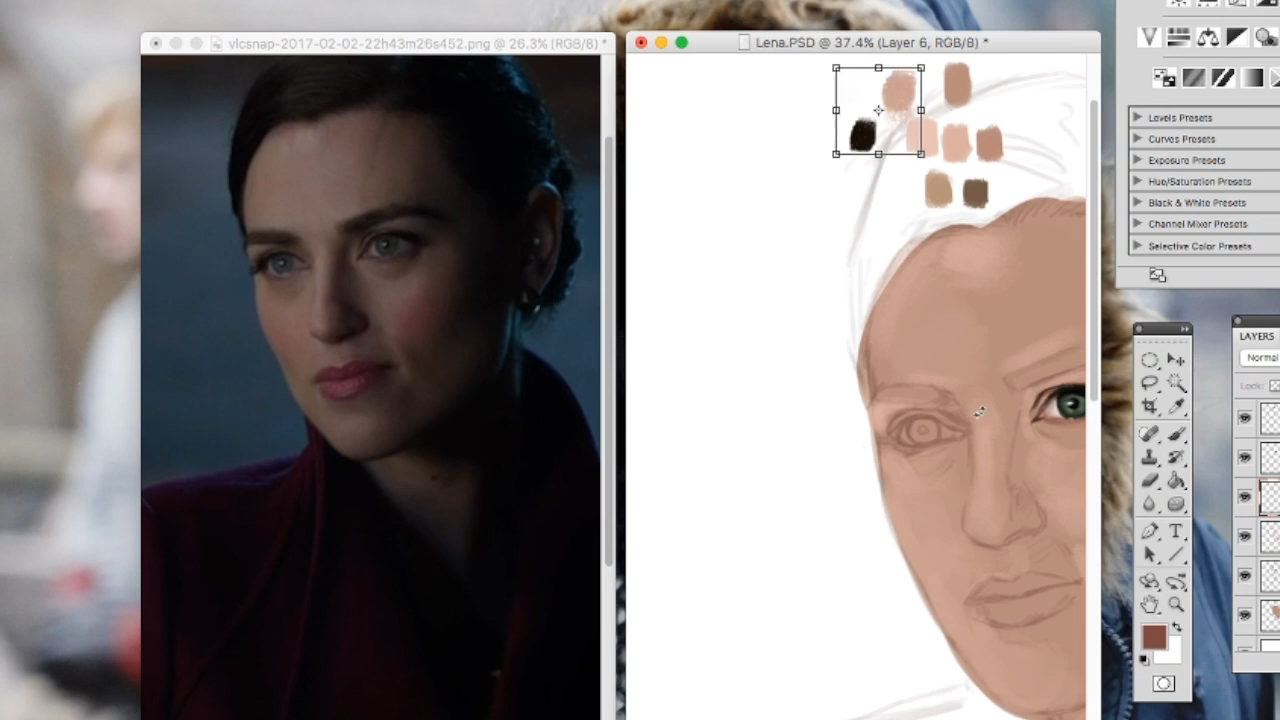 vlcsnap-2017-02-02-22h43m26s452.png @ 26.3% (RGB/8) *
Lena.PSD @ 37.4% (Layer 6, RGB/8) *
Levels Presets
Curves Presets
Exposure Presets
Hue/Saturation Presets
Black & White Presets
Channel Mixer Presets
Selective Color Presets
LAYERS
Normal
Lock:
T